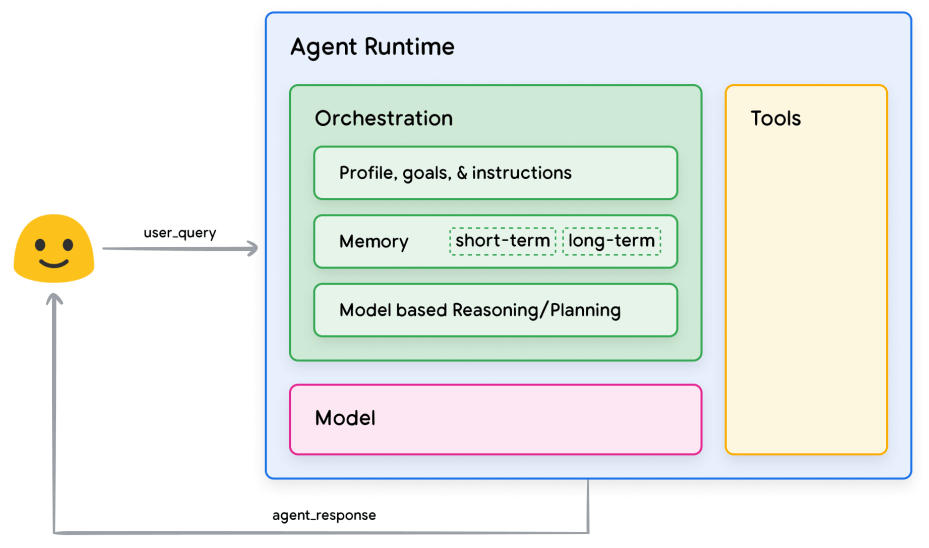 Agent Runtime
Orchestration
Tools
Profile, goals, & instructions
user_query
Memory short-term long-term
Model based Reasoning/Planning
Model
agent_response